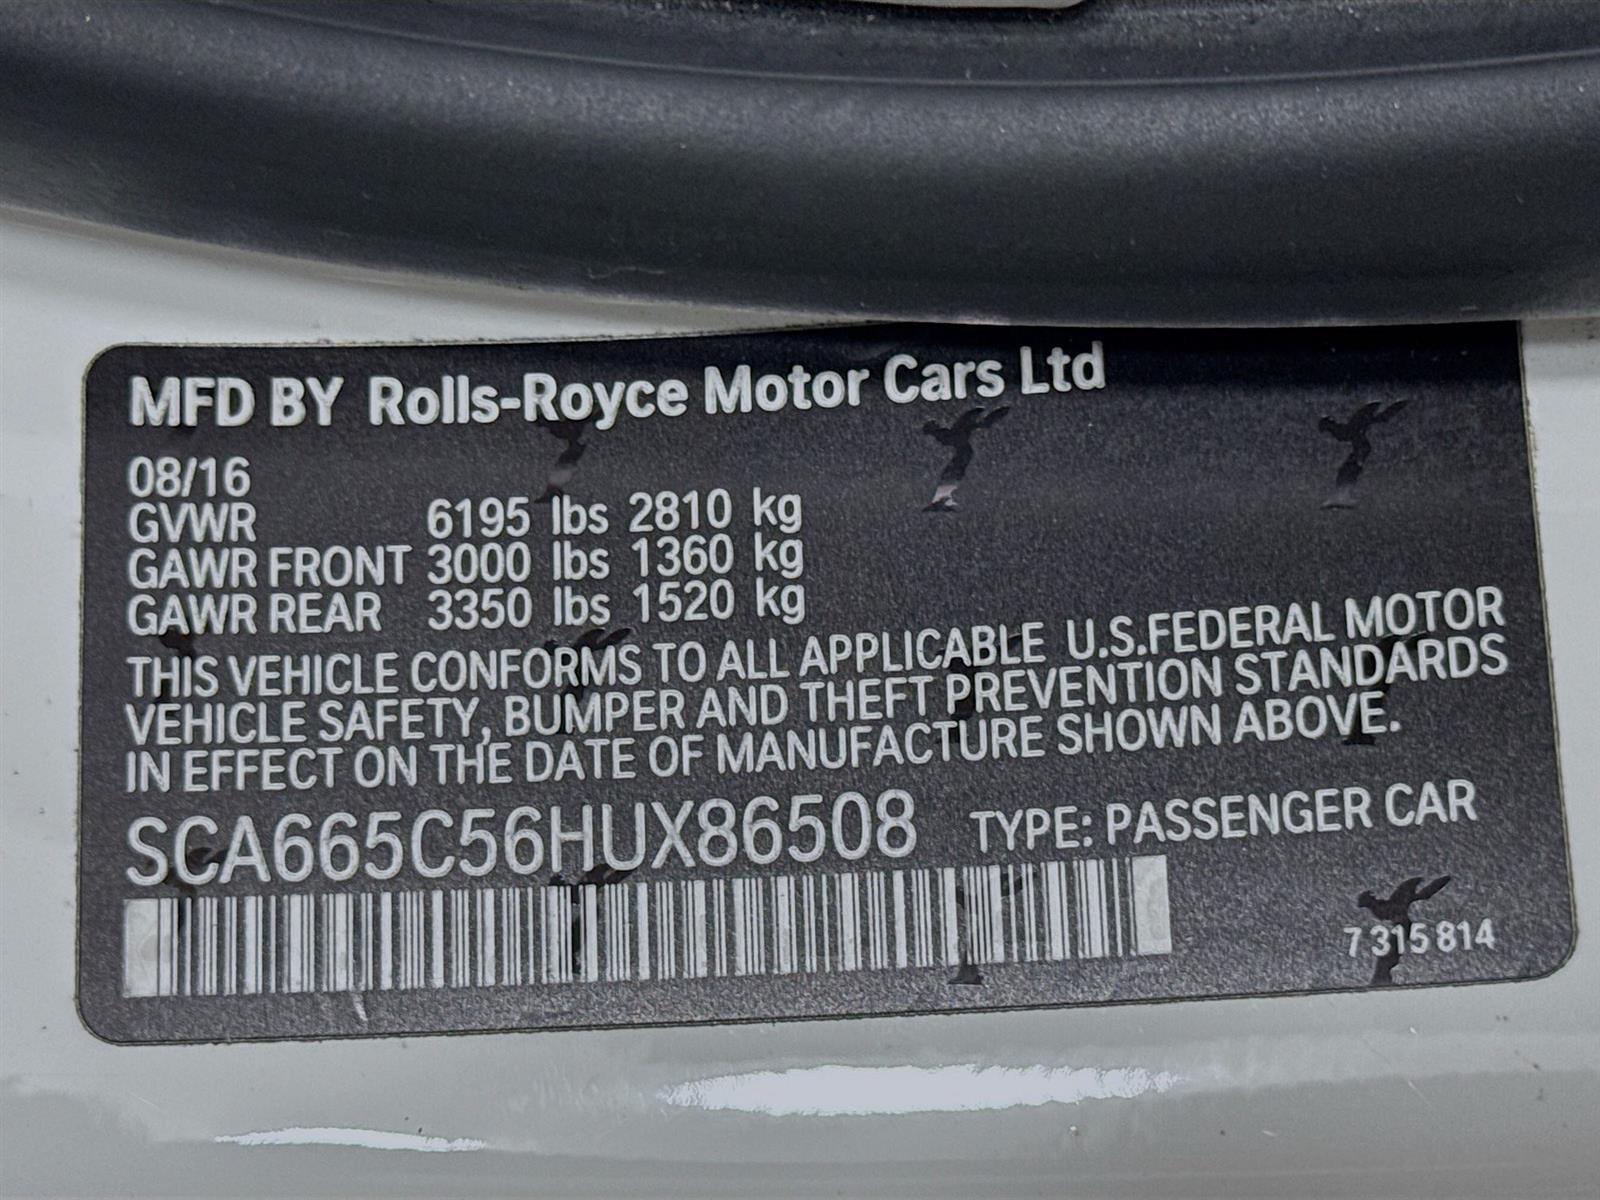 MFD BY Rolls-Royce Motor Cars Ltd
08/16
GVWR 6195 lbs 2810 kg
GAWR FRONT 3000 lbs 1360 kg
GAWR REAR 3350 lbs 1520 kg
THIS VEHICLE CONFORMS TO ALL APPLICABLE U.S.FEDERAL MOTOR
VEHICLE SAFETY, BUMPER AND THEFT PREVENTION STANDARDS
IN EFFECT ON THE DATE OF MANUFACTURE SHOWN ABOVE.
SCA665C56HUX86508 TYPE: PASSENGER CAR
7 315 814